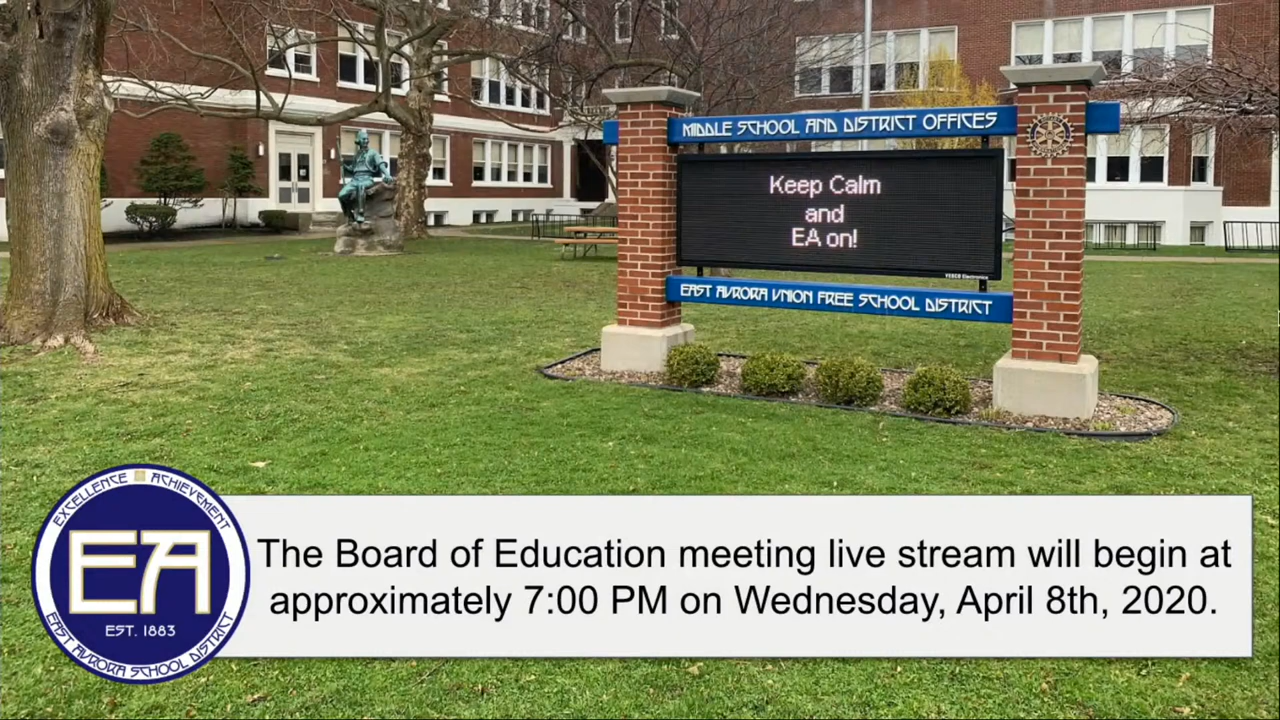 MIDDLE SCHOOL AND DISTRICT OFFICES
Keep Calm
and
EA on!
EAST AURORA UNION FREE SCHOOL DISTRICT
EXCELLENCE ACHIEVEMENT
EA
EST. 1883
EAST AURORA SCHOOL DISTRICT
The Board of Education meeting live stream will begin at
approximately 7:00 PM on Wednesday, April 8th, 2020.